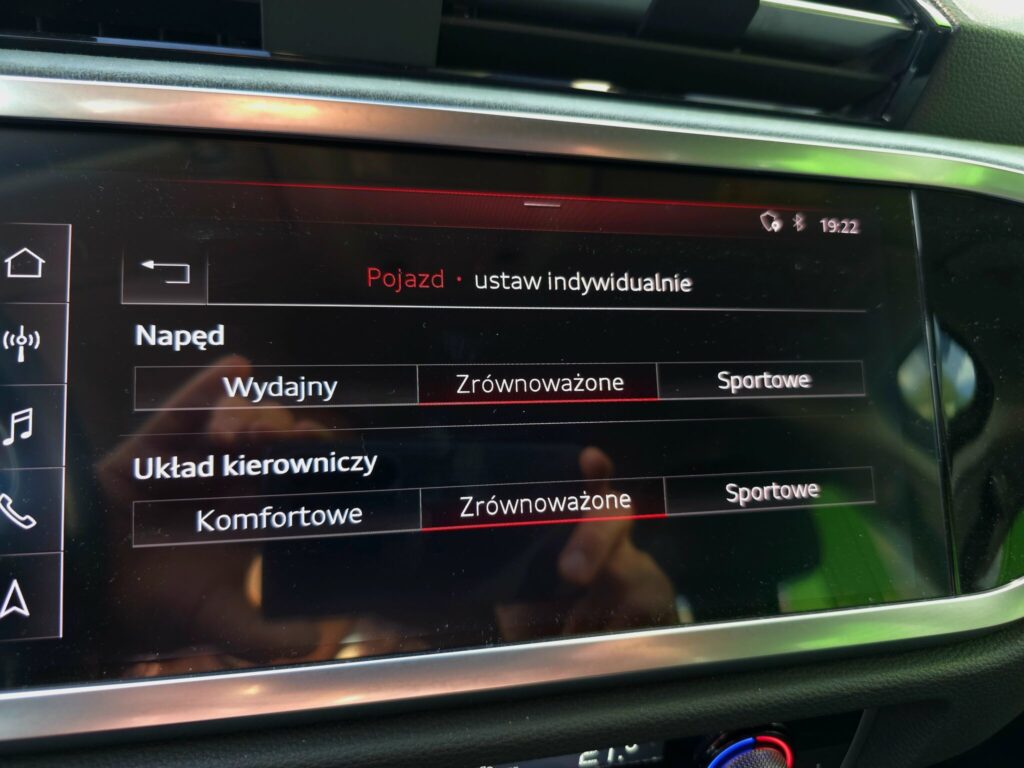 19:22
Pojazd · ustaw indywidualnie
Napęd
Wydajny Zrównoważone Sportowe
Układ kierowniczy
Komfortowe Zrównoważone Sportowe